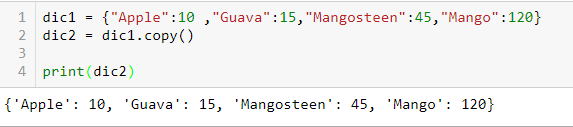 1 dic1 = {"Apple":10 ,"Guava":15,"Mangosteen":45,"Mango":120}
2 dic2 = dic1.copy()
3
4 print(dic2)
{'Apple': 10, 'Guava': 15, 'Mangosteen': 45, 'Mango': 120}